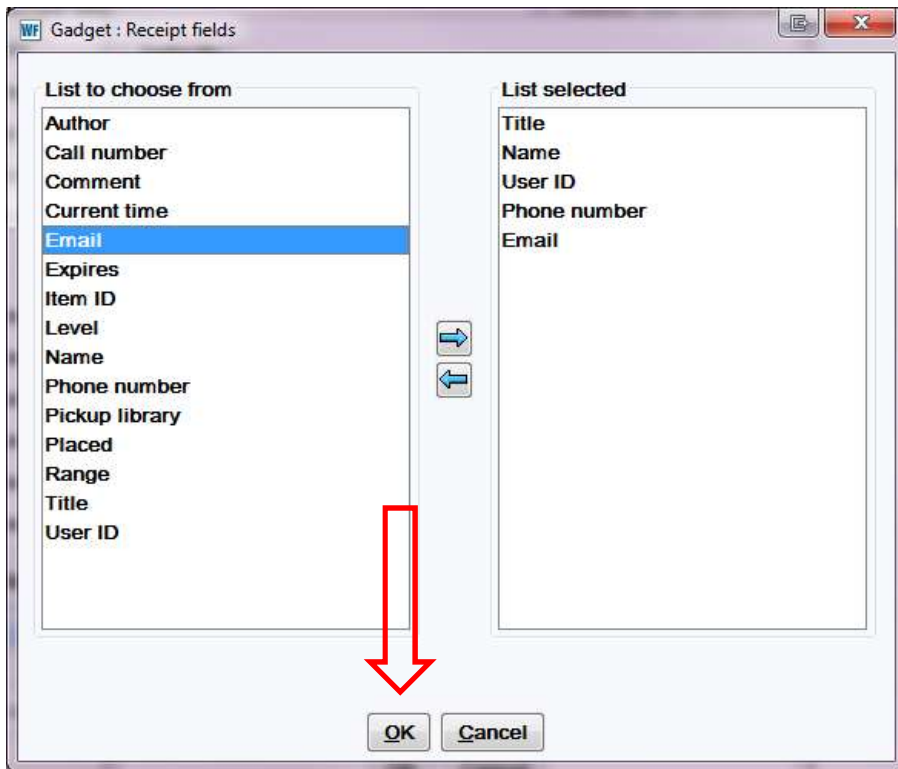 WF Gadget : Receipt fields
List to choose from
Author
Call number
Comment
Current time
Email
Expires
Item ID
Level
Name
Phone number
Pickup library
Placed
Range
Title
User ID
List selected
Title
Name
User ID
Phone number
Email
OK Cancel